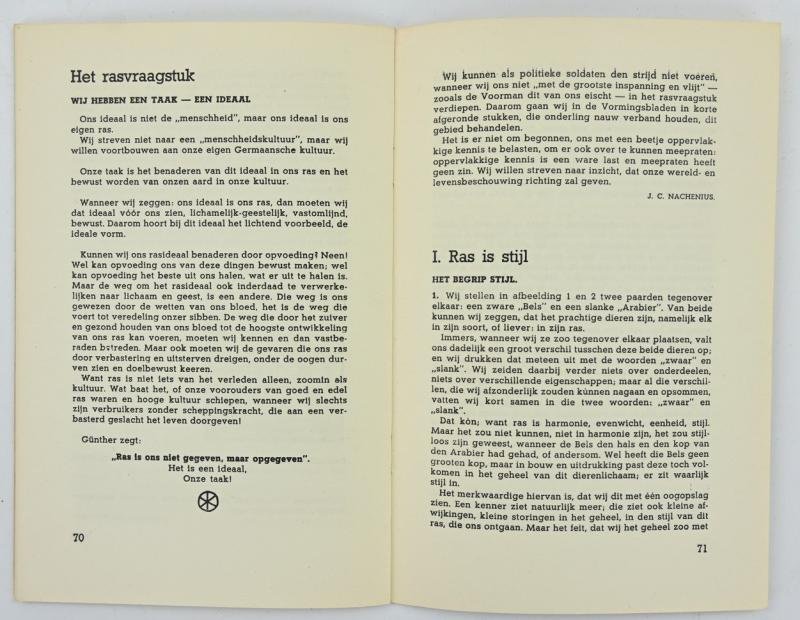 Het rasvraagstuk
WIJ HEBBEN EEN TAAK — EEN IDEAAL
Ons ideaal is niet de „menschheid", maar ons ideaal is ons
eigen ras.
Wij streven niet naar een „menschheidskultuur", maar wij
willen voortbouwen aan onze eigen Germaansche kultuur.
Onze taak is het benaderen van dit ideaal in ons ras en het
bewust worden van onzen aard in onze kultuur.
Wanneer wij zeggen: ons ideaal is ons ras, dan moeten wij
dat ideaal vóór ons zien, lichamelijk-geestelijk, vastomlijnd,
bewust. Daarom hoort bij dit ideaal het lichtend voorbeeld, de
ideale vorm.
Kunnen wij ons rasideaal benaderen door opvoeding? Neen!
Wel kan opvoeding ons van deze dingen bewust maken; wel
kan opvoeding het beste uit ons halen, wat er uit te halen is.
Maar de weg om het rasideaal ook inderdaad te verwerke-
lijken naar lichaam en geest, is een andere. Die weg is ons
gewezen door de wetten van ons bloed, het is de weg die
voert tot veredeling onzer sibben. De weg die door het zuiver
en gezond houden van ons bloed tot de hoogste ontwikkeling
van ons ras kan voeren, moeten wij kennen en dan vastbe-
raden betreden. Maar ook moeten wij de gevaren die ons ras
door verbastering en uitsterven dreigen, onder de oogen dur-
ven zien en doelbewust keeren.
Want ras is niet iets van het verleden alleen, zoomin als
kultuur. Wat baat het, of onze voorouders van goed en edel
ras waren en hooge kultuur schiepen, wanneer wij slechts
zijn verbruikers zonder scheppingskracht, die aan een ver-
basterd geslacht het leven doorgeven!
Günther zegt:
„Ras is ons niet gegeven, maar opgegeven".
Het is een ideaal,
Onze taak!
70
Wij kunnen als politieke soldaten den strijd niet voeren,
wanneer wij ons niet „met de grootste inspanning en vlijt" —
zooals de Voorman dit van ons eischt — in het rasvraagstuk
verdiepen. Daarom gaan wij in de Vormingsbladen in korte
afgeronde stukken, die onderling nauw verband houden, dit
gebied behandelen.
Het is er niet om begonnen, ons met een beetje oppervlak-
kige kennis te belasten, om er ook over te kunnen meepraten:
oppervlakkige kennis is een ware last en meepraten heeft
geen zin. Wij willen streven naar inzicht, dat onze wereld- en
levensbeschouwing richting zal geven.
J. C. NACHENIUS.
I. Ras is stijl
HET BEGRIP STIJL.
1. Wij stellen in afbeelding 1 en 2 twee paarden tegenover
elkaar: een zware „Bels" en een slanke „Arabier". Van beide
kunnen wij zeggen, dat het prachtige dieren zijn, namelijk elk
in zijn soort, of liever: in zijn ras.
Immers, wanneer wij ze zoo tegenover elkaar plaatsen, valt
ons dadelijk een groot verschil tusschen deze beide dieren op;
en wij drukken dat meteen uit met de woorden „zwaar" en
„slank". Wij zeiden daarbij verder niets over onderdeelen,
niets over verschillende eigenschappen; maar al die verschil-
len, die wij afzonderlijk zouden kúnnen nagaan en opsommen,
vatten wij kort samen in die twee woorden: „zwaar" en
„slank".
Dat kón; want ras is harmonie, evenwicht, eenheid, stijl.
Maar het zou niet kunnen, niet in harmonie zijn, het zou stijl-
loos zijn geweest, wanneer de Bels den hals en den kop van
den Arabier had gehad, of andersom. Wel heeft die Bels geen
grooten kop, maar in bouw en uitdrukking past deze toch vol-
komen in het geheel van dit dierenlichaam; er zit waarlijk
stijl in.
Het merkwaardige hiervan is, dat wij dit met één oogopslag
zien. Een kenner ziet natuurlijk meer; die ziet ook kleine af-
wijkingen, kleine storingen in het geheel, in den stijl van dit
ras, die ons ontgaan. Maar het feit, dat wij het geheel zoo met
71